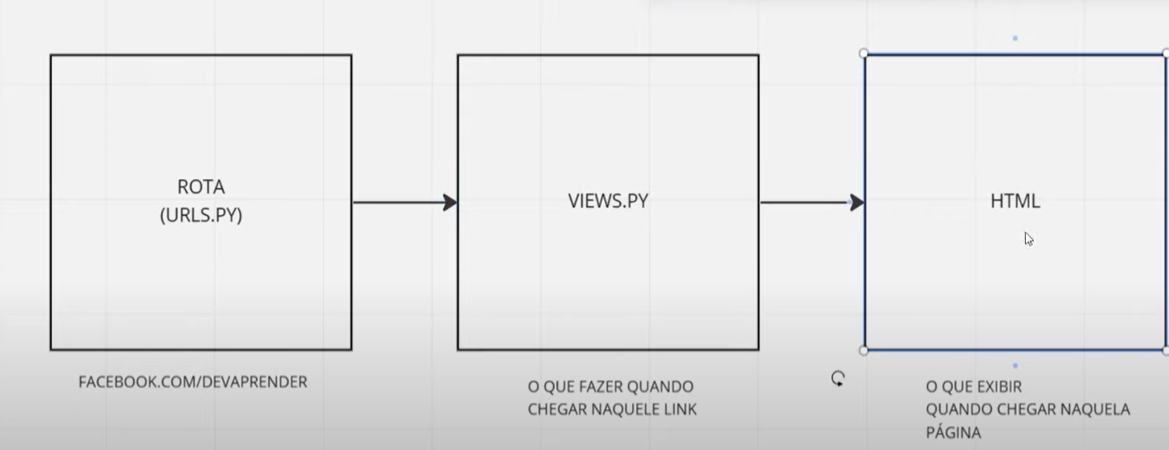 ROTA
(URLS.PY)
VIEWS.PY
HTML
FACEBOOK.COM/DEVAPRENDER
O QUE FAZER QUANDO
CHEGAR NAQUELE LINK
O QUE EXIBIR
QUANDO CHEGAR NAQUELA
PÁGINA